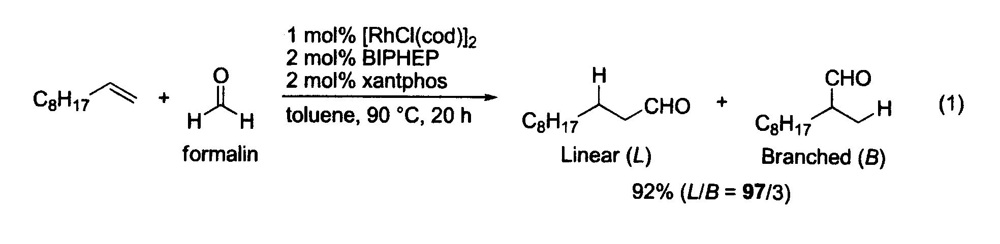 1 mol% [RhCl(cod)]2
2 mol% BIPHEP
2 mol% xantphos
toluene, 90 °C, 20 h
C8H17
+
O
H H
formalin
H
C8H17 CHO
Linear (L)
+
CHO
C8H17 H
Branched (B)
(1)
92% (L/B = 97/3)